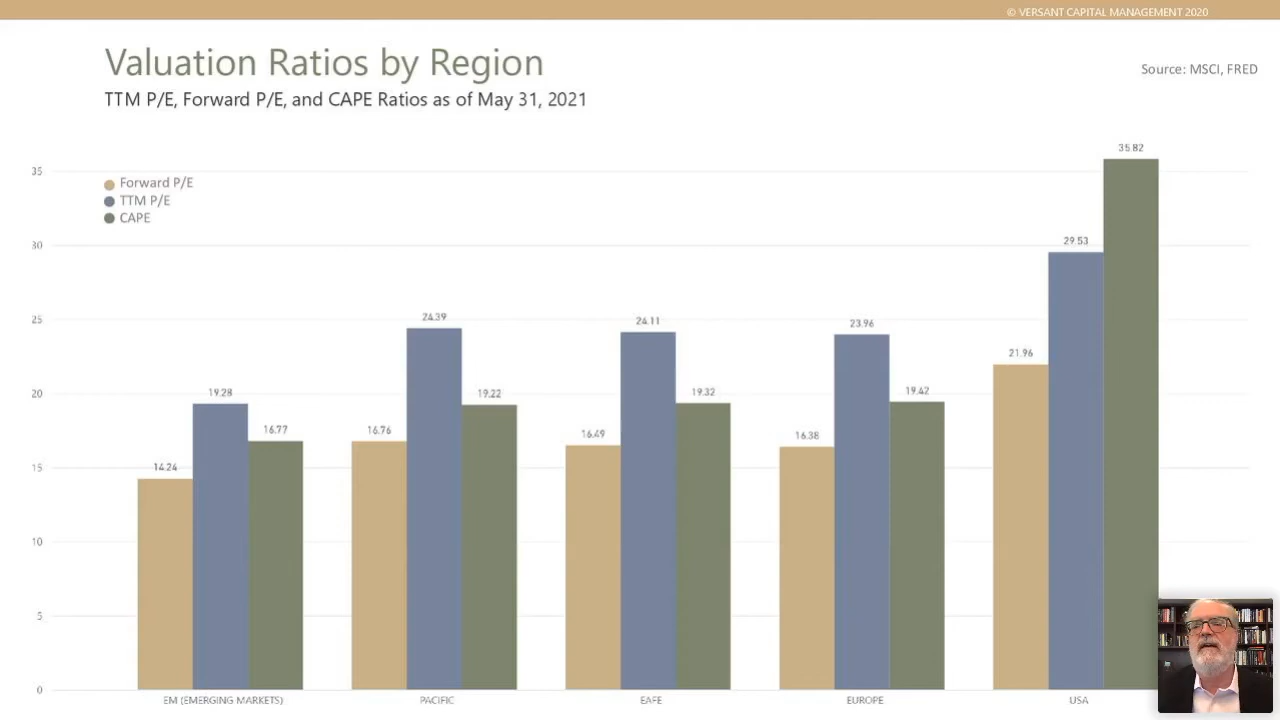 © VERSANT CAPITAL MANAGEMENT 2020
Valuation Ratios by Region
Source: MSCI, FRED
TTM P/E, Forward P/E, and CAPE Ratios as of May 31, 2021
35.82
35
Forward P/E
TTM P/E
CAPE
30
29.53
25
24.39
24.11
23.96
21.96
20
19.28
19.22
19.32
19.42
16.77
16.76
16.49
16.38
15
14.24
10
5
0
EM (EMERGING MARKETS)
PACIFIC
EAFE
EUROPE
USA